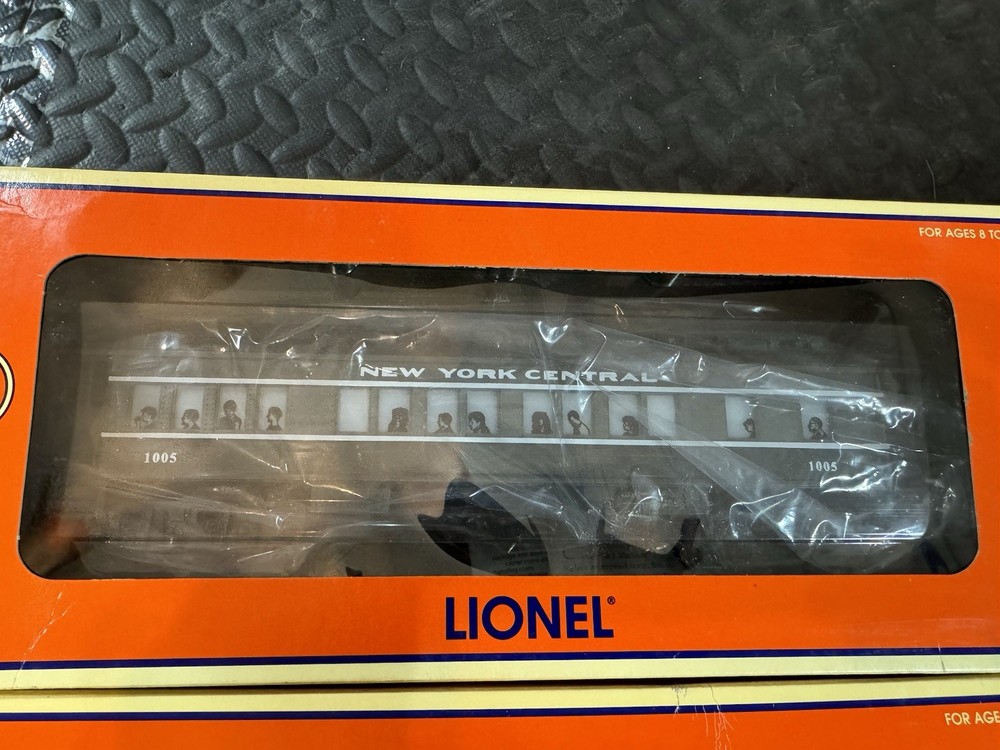 FOR AGES 8 TO
NEW YORK CENTRAL
1005
1005
LIONEL®
FOR AGE